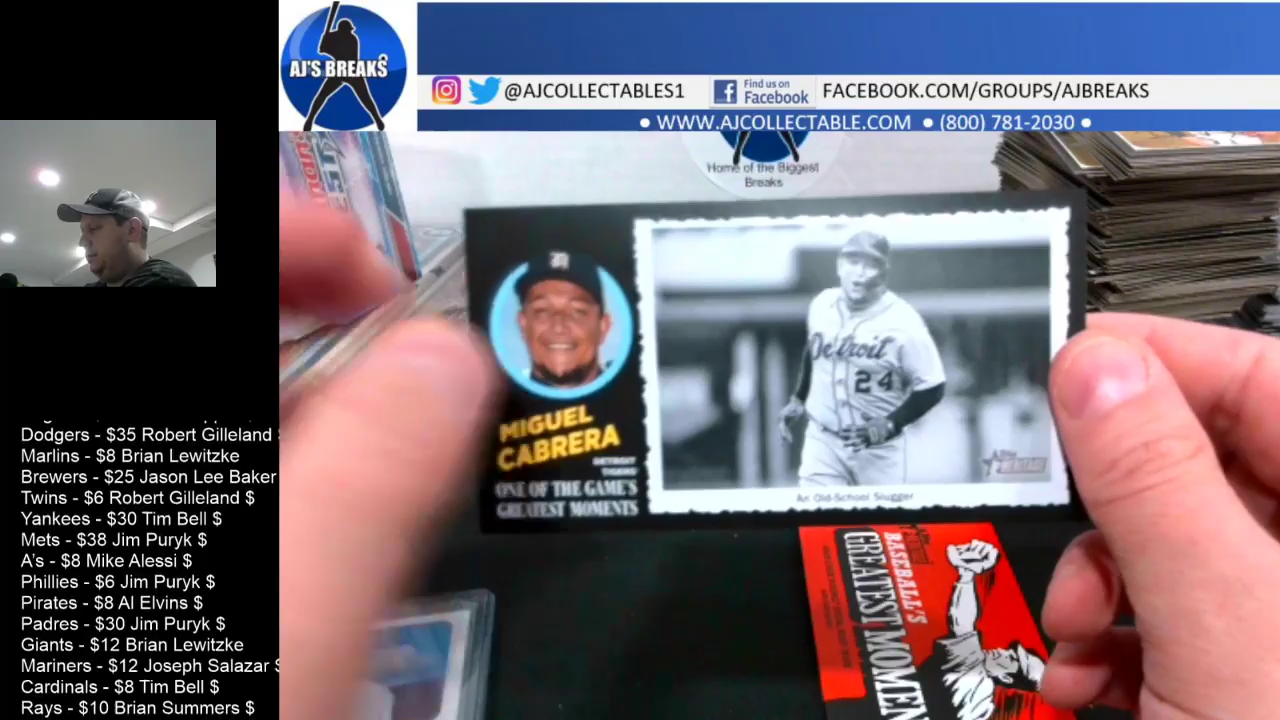 AJ'S BREAKS
@AJCOLLECTABLES1
Find us on
Facebook
FACEBOOK.COM/GROUPS/AJBREAKS
• WWW.AJCOLLECTABLE.COM • (800) 781-2030 •
Home of the Biggest
Breaks
MIGUEL
CABRERA
DETROIT
TIGERS
ONE OF THE GAME'S
GREATEST MOMENTS
Detroit
24
Topps
HERITAGE
An Old-School Slugger
BASEBALL'S
GREATEST MOMEN
Dodgers - $35 Robert Gilleland $
Marlins - $8 Brian Lewitzke
Brewers - $25 Jason Lee Baker
Twins - $6 Robert Gilleland $
Yankees - $30 Tim Bell $
Mets - $38 Jim Puryk $
A's - $8 Mike Alessi $
Phillies - $6 Jim Puryk $
Pirates - $8 Al Elvins $
Padres - $30 Jim Puryk $
Giants - $12 Brian Lewitzke
Mariners - $12 Joseph Salazar $
Cardinals - $8 Tim Bell $
Rays - $10 Brian Summers $